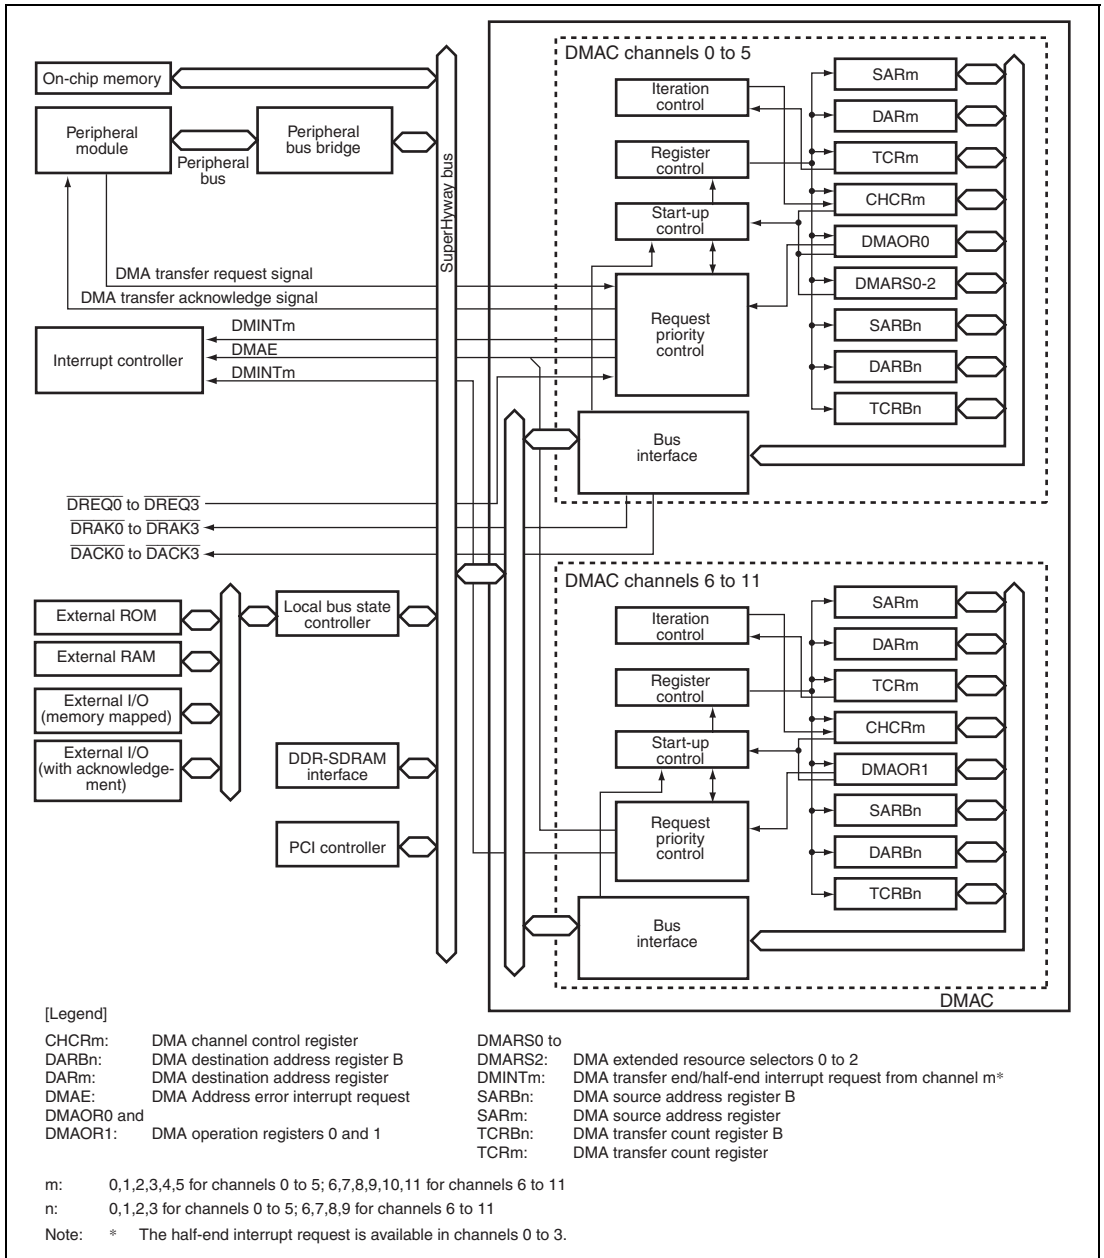 DMAC channels 0 to 5
On-chip memory
Peripheral
module
Peripheral
bus
Peripheral
bus bridge
SuperHyway bus
Iteration
control
Register
control
Start-up
control
Request
priority
control
Bus
interface
SARm
DARm
TCRm
CHCRm
DMAOR0
DMARS0-2
SARBn
DARBn
TCRBn
DMA transfer request signal
DMA transfer acknowledge signal
Interrupt controller
DMINTm
DMAE
DMINTm
DREQ0 to DREQ3
DRAK0 to DRAK3
DACK0 to DACK3
External ROM
External RAM
External I/O
(memory mapped)
External I/O
(with acknowledge-
ment)
Local bus state
controller
DDR-SDRAM
interface
PCI controller
DMAC channels 6 to 11
Iteration
control
Register
control
Start-up
control
Request
priority
control
Bus
interface
SARm
DARm
TCRm
CHCRm
DMAOR1
SARBn
DARBn
TCRBn
DMAC
[Legend]
CHCRm: DMA channel control register
DARBn: DMA destination address register B
DARm: DMA destination address register
DMAE: DMA Address error interrupt request
DMAOR0 and
DMAOR1: DMA operation registers 0 and 1
DMARS0 to
DMARS2: DMA extended resource selectors 0 to 2
DMINTm: DMA transfer end/half-end interrupt request from channel m*
SARBn: DMA source address register B
SARm: DMA source address register
TCRBn: DMA transfer count register B
TCRm: DMA transfer count register
m: 0,1,2,3,4,5 for channels 0 to 5; 6,7,8,9,10,11 for channels 6 to 11
n: 0,1,2,3 for channels 0 to 5; 6,7,8,9 for channels 6 to 11
Note: * The half-end interrupt request is available in channels 0 to 3.